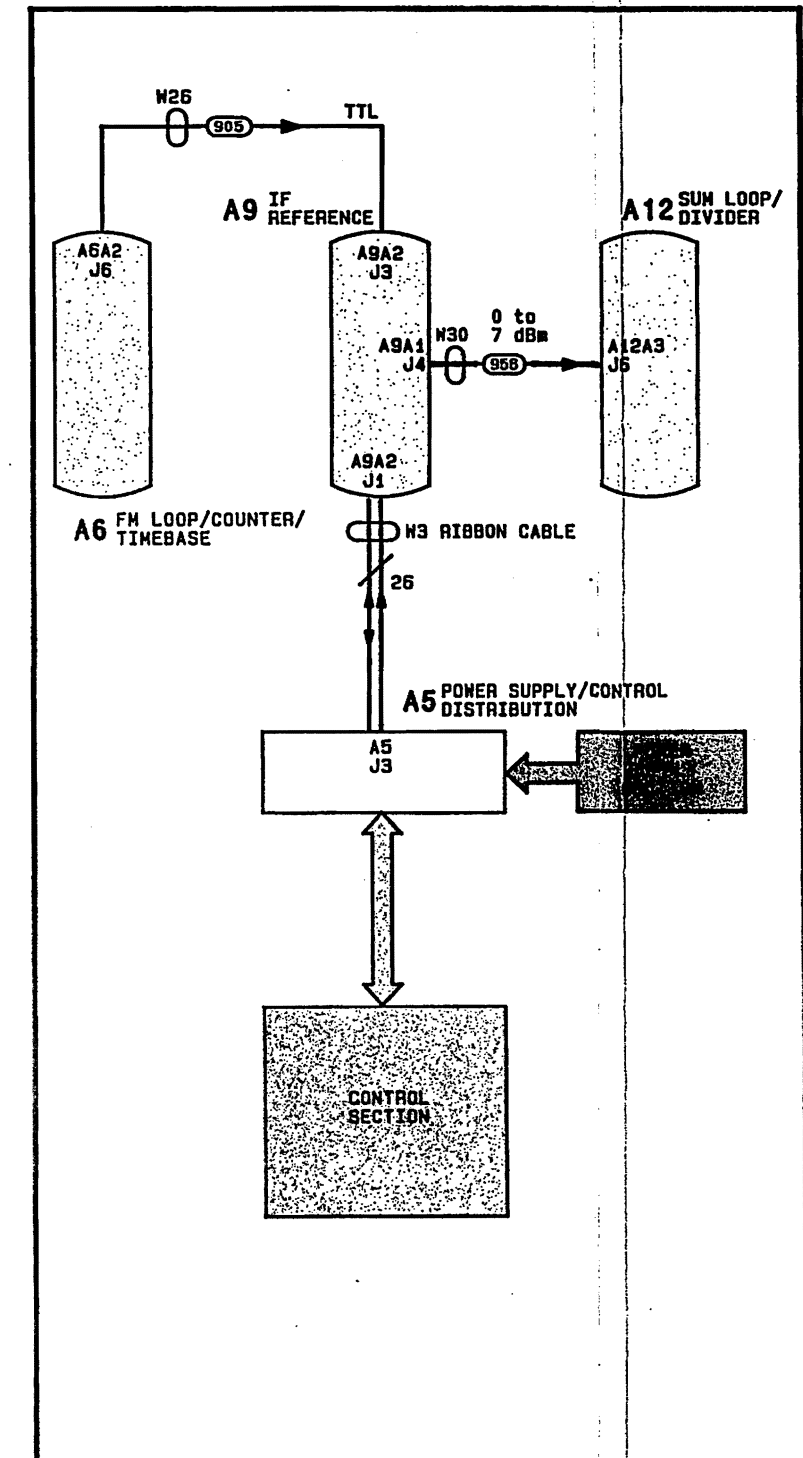 W26
905
TTL
A9 IF
REFERENCE
A12 SUM LOOP/
DIVIDER
A6A2
J6
A9A2
J3
0 to
7 dBm
W30
A9A1
J4
956
A12A3
J5
A9A2
J1
A6 FM LOOP/COUNTER/
TIMEBASE
W3 RIBBON CABLE
26
A5 POWER SUPPLY/CONTROL
DISTRIBUTION
A5
J3
CONTROL
SECTION